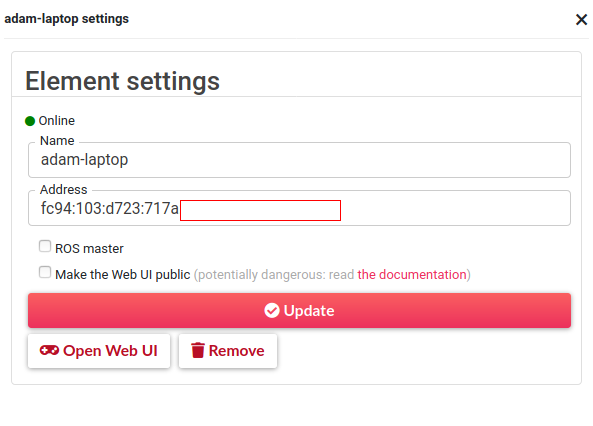 adam-laptop settings
Element settings
Online
Name
adam-laptop
Address
fc94:103:d723:717a
ROS master
Make the Web UI public (potentially dangerous: read the documentation)
Update
Open Web UI
Remove